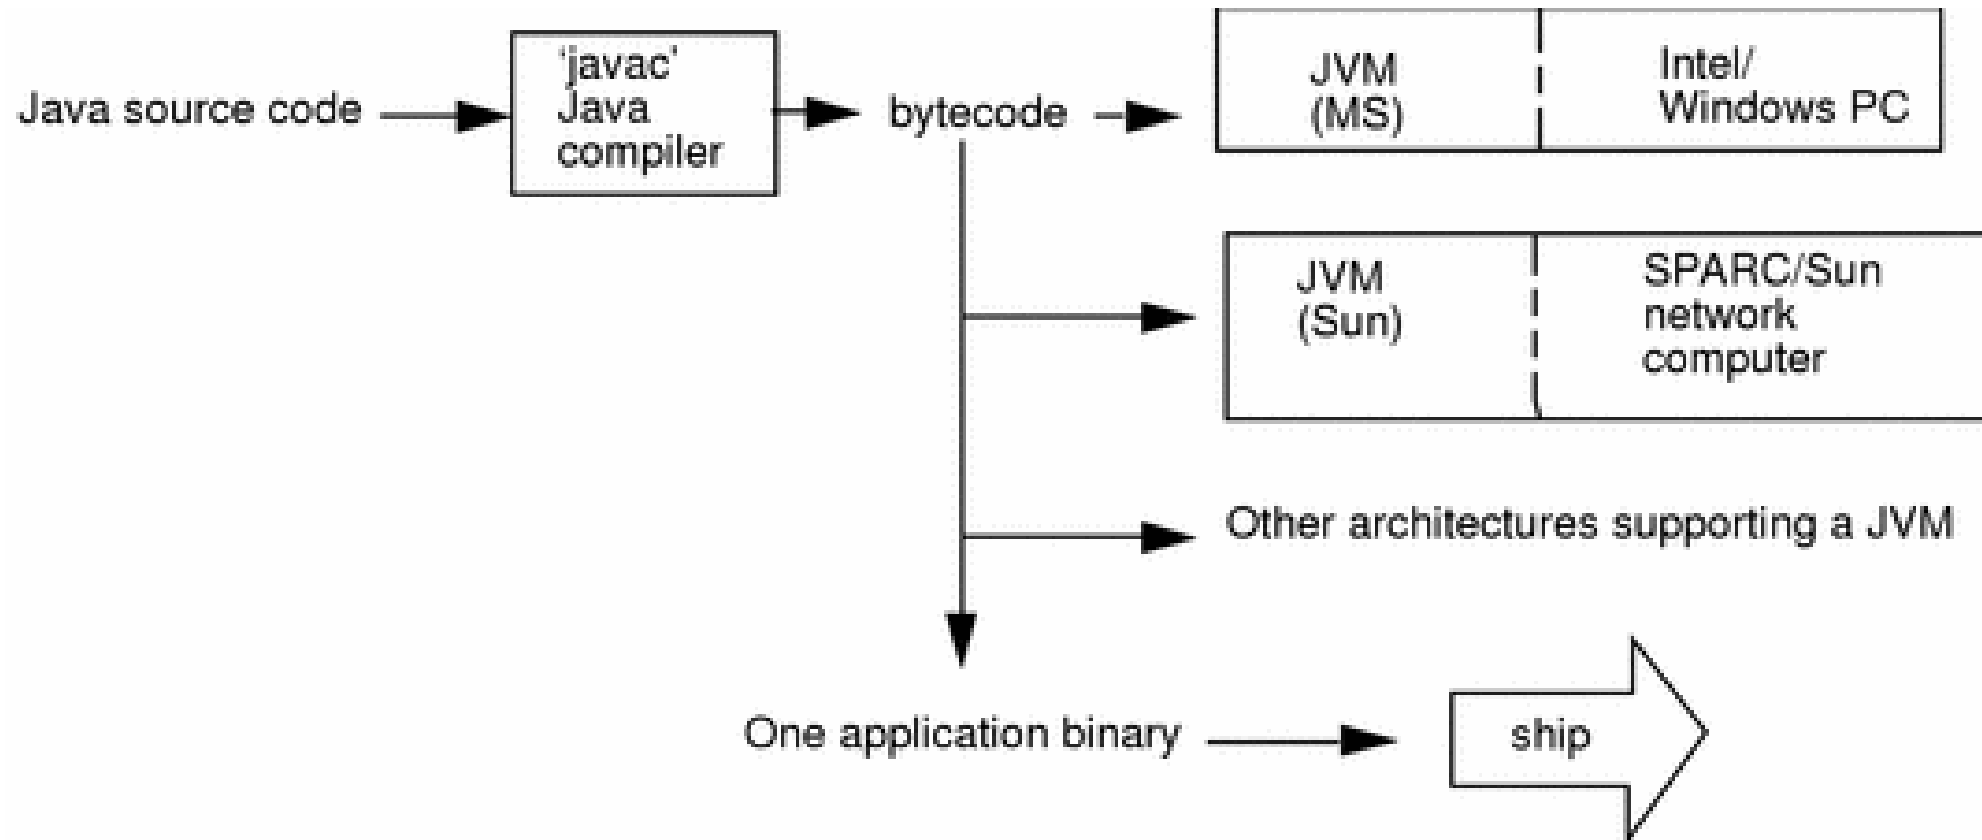 Java source code
'javac'
Java
compiler
bytecode
JVM
(MS)
Intel/
Windows PC
JVM
(Sun)
SPARC/Sun
network
computer
Other architectures supporting a JVM
One application binary
ship